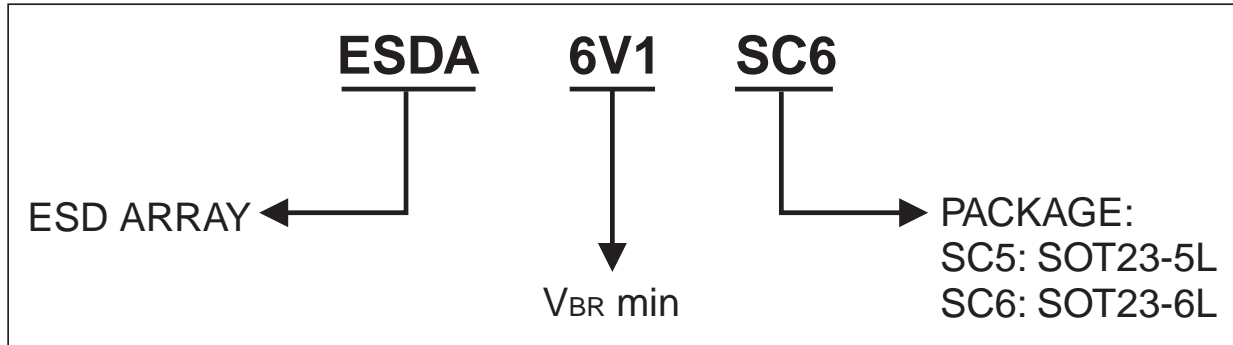 ESDA 6V1 SC6
ESD ARRAY
VBR min
PACKAGE:
SC5: SOT23-5L
SC6: SOT23-6L